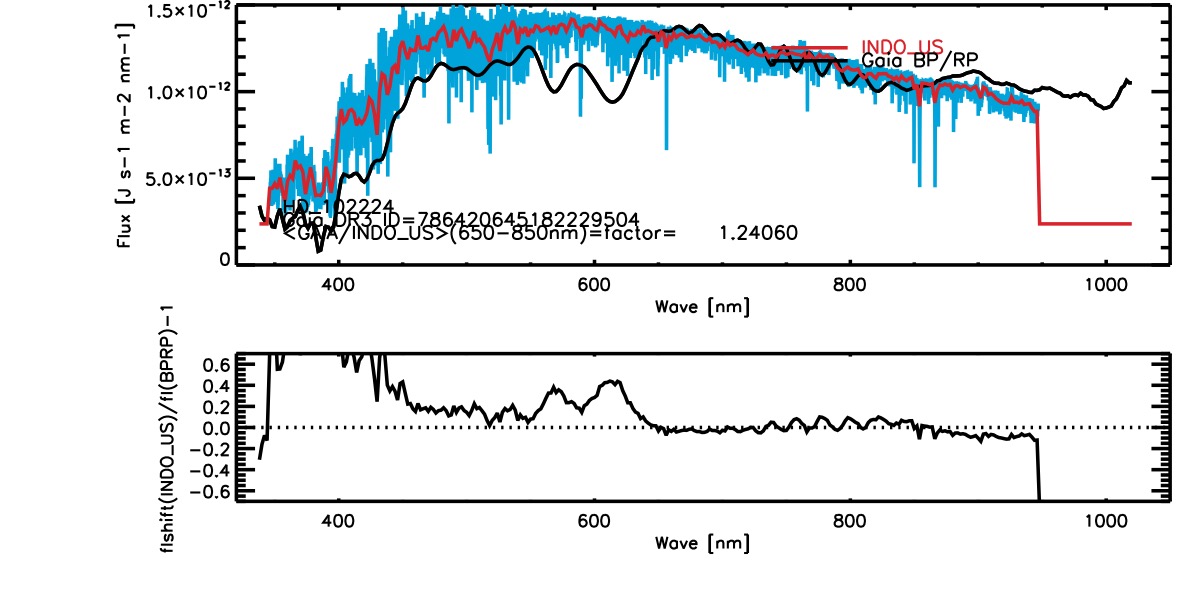 1.5×10−12
1.0×10−12
5.0×10−13
0
Flux [J s−1 m−2 nm−1]
INDO_US
Gaia BP/RP
HD_102224
Gaia DR3 ID=786420645182229504
<GAIA/INDO_US>(650−850nm)=factor= 1.24060
400 600 800 1000
Wave [nm]
flshift(INDO_US)/fl(BPRP)−1
0.6
0.4
0.2
0.0
−0.2
−0.4
−0.6
400 600 800 1000
Wave [nm]